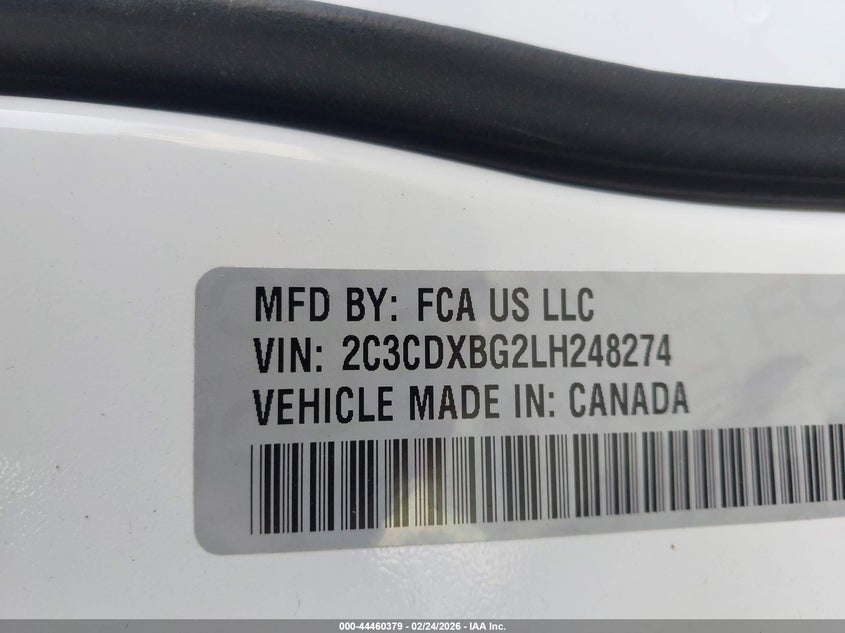 MFD BY: FCA US LLC
VIN: 2C3CDXBG2LH248274
VEHICLE MADE IN: CANADA
000-44460379 - 02/24/2026 - IAA Inc.